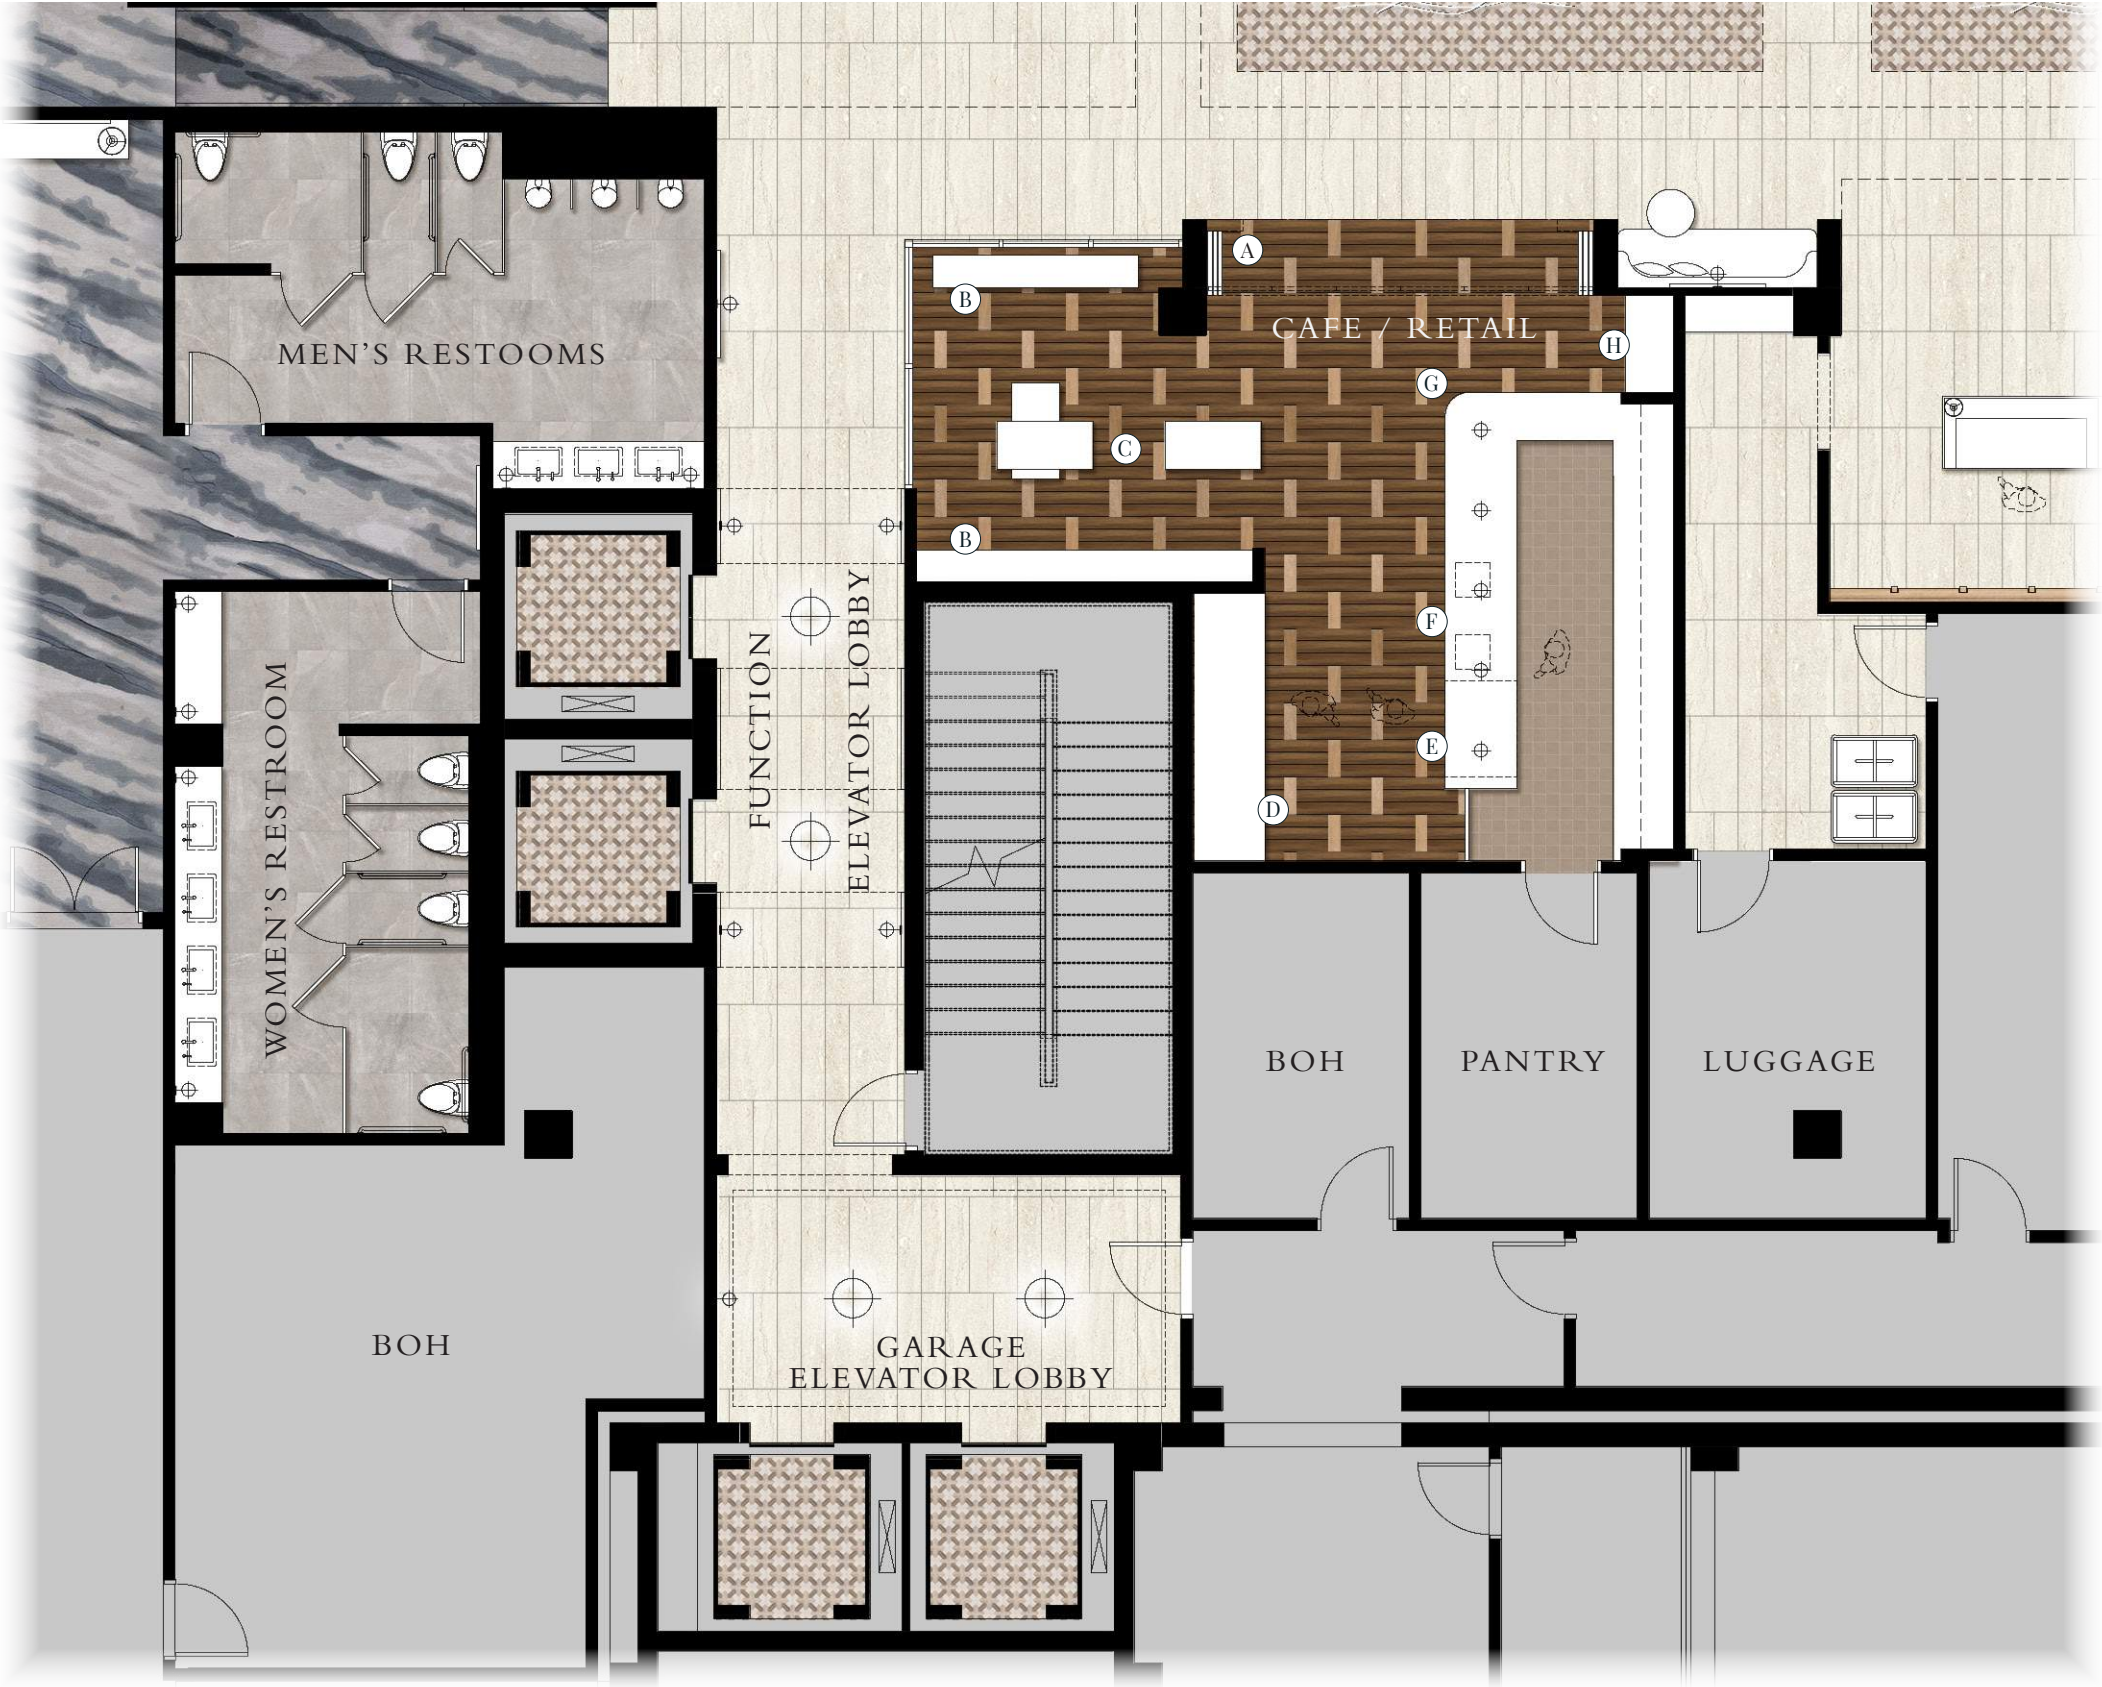 A
B
CAFE / RETAIL
H
MEN'S RESTOOMS
G
C
B
F
E
D
FUNCTION
ELEVATOR LOBBY
WOMEN'S RESTROOM
BOH
PANTRY
LUGGAGE
BOH
GARAGE
ELEVATOR LOBBY